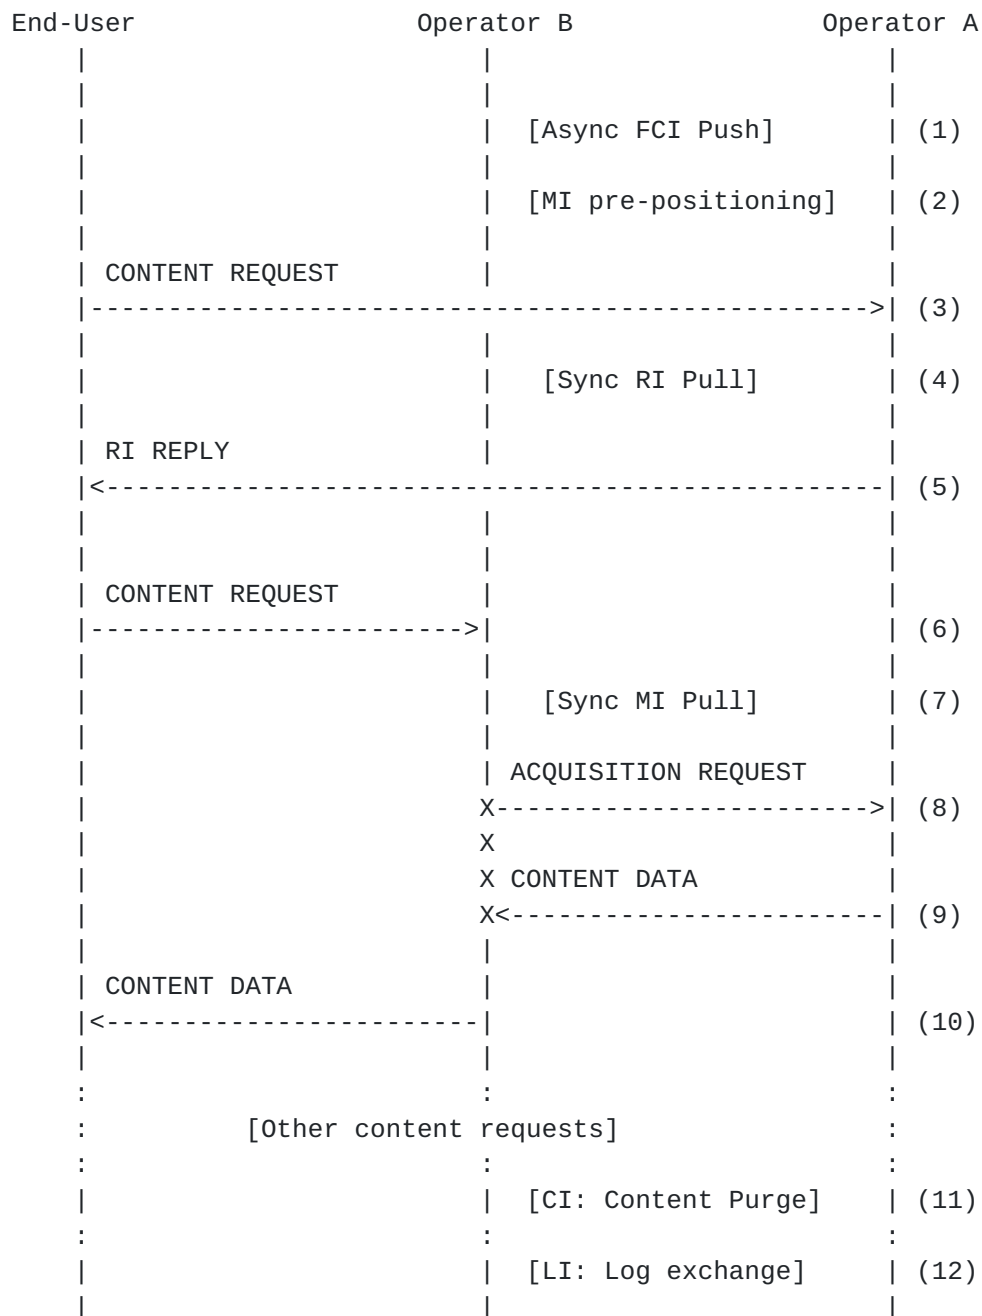 End-User                  Operator B                Operator A
    |                         |                         |
    |                         |                         |
    |                         |  [Async FCI Push]       | (1)
    |                         |                         |
    |                         |  [MI pre-positioning]   | (2)
    |                         |                         |
    | CONTENT REQUEST         |                         |
    |-------------------------------------------------->| (3)
    |                         |                         |
    |                         |   [Sync RI Pull]        | (4)
    |                         |                         |
    | RI REPLY                |                         |
    |<--------------------------------------------------| (5)
    |                         |                         |
    |                         |                         |
    | CONTENT REQUEST         |                         |
    |------------------------>|                         | (6)
    |                         |                         |
    |                         |   [Sync MI Pull]        | (7)
    |                         |                         |
    |                         | ACQUISITION REQUEST     |
    |                         X------------------------>| (8)
    |                         X                         |
    |                         X CONTENT DATA            |
    |                         X<------------------------| (9)
    |                         |                         |
    | CONTENT DATA            |                         |
    |<------------------------|                         | (10)
    |                         |                         |
    :                         :                         :
    :          [Other content requests]                 :
    :                         :                         :
    |                         |  [CI: Content Purge]    | (11)
    :                         :                         :
    |                         |  [LI: Log exchange]     | (12)
    |                         |                         |